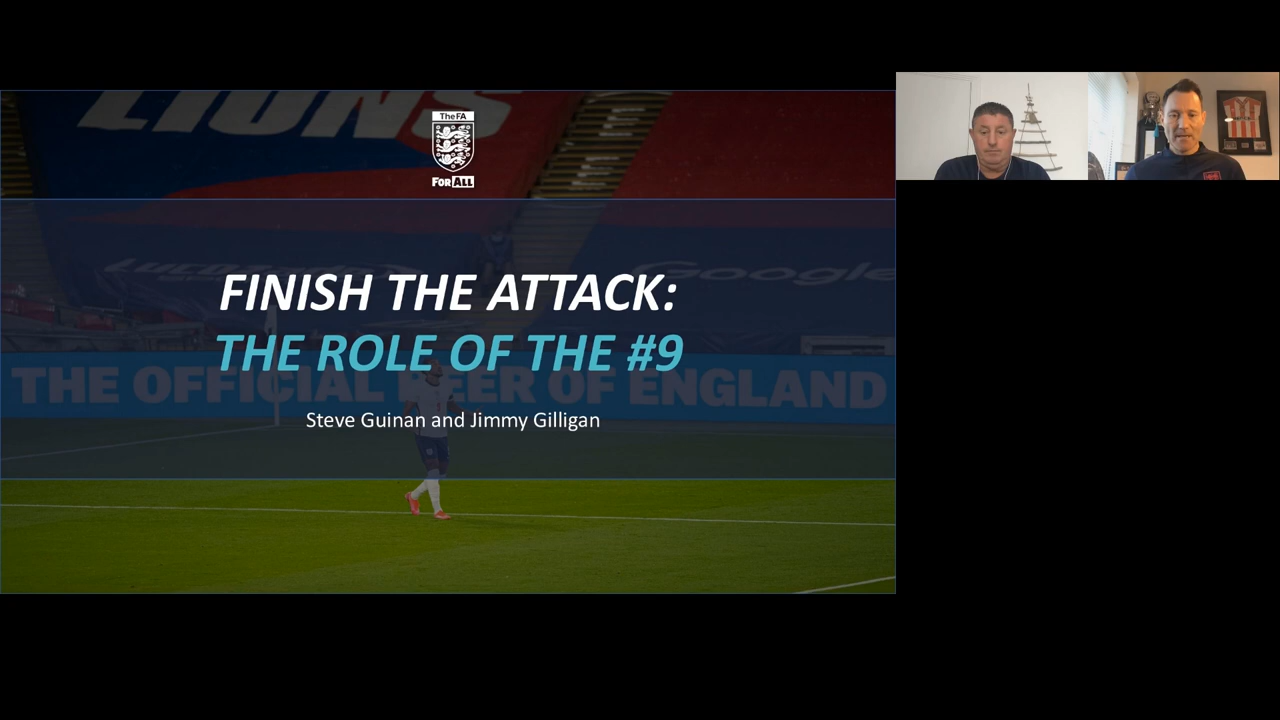 LIONS
The FA
FOR ALL
FINISH THE ATTACK:
THE ROLE OF THE #9
Google
THE OFFICIAL BEER OF ENGLAND
Steve Guinan and Jimmy Gilligan